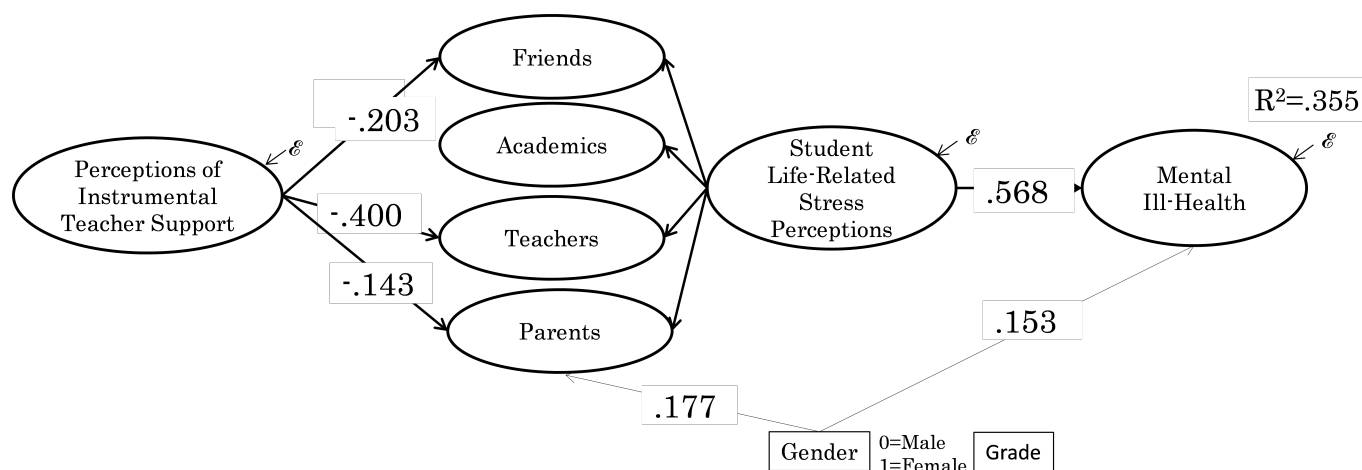 Friends
-.203
R²=.355
ℰ
Academics
Perceptions of
Instrumental
Teacher Support
ℰ
Student
Life-Related
Stress
Perceptions
ℰ
.568
Mental
Ill-Health
-.400
Teachers
-.143
Parents
.153
.177
Gender
0=Male
1=Female
Grade